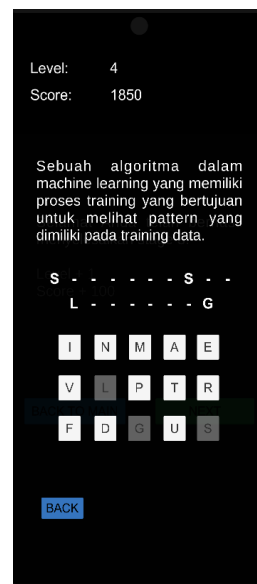 Level: 4
Score: 1850
Sebuah algoritma dalam
machine learning yang memiliki
proses training yang bertujuan
untuk melihat pattern yang
dimiliki pada training data.
S - - - - - - S - -
L - - - - - - G
I N M A E
V L P T R
F D G U S
BACK